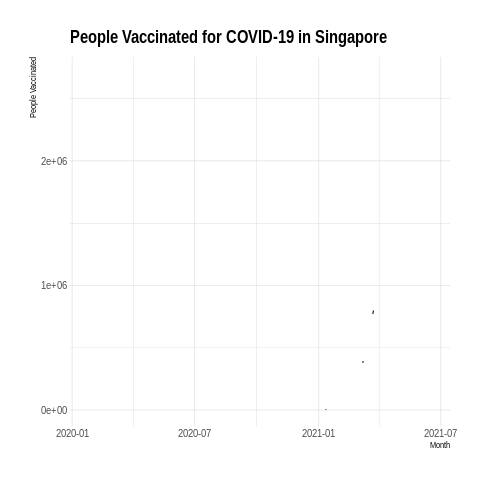 People Vaccinated for COVID-19 in Singapore
People Vaccinated
2e+06
1e+06
0e+00
2020-01
2020-07
2021-01
2021-07
Month